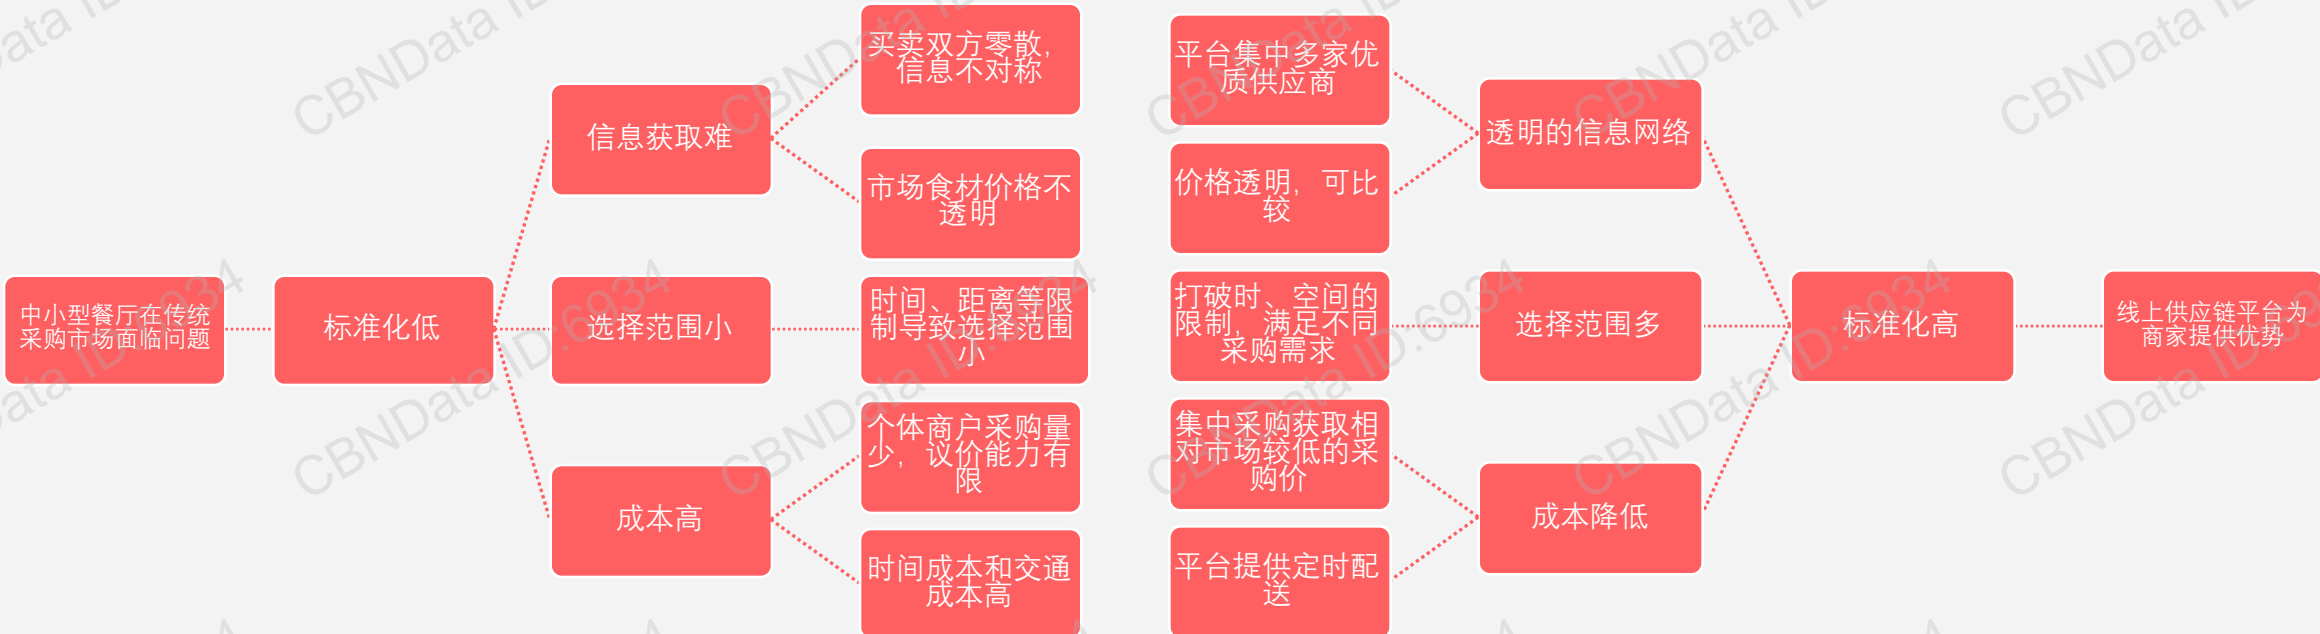 中小型餐厅在传统
采购市场面临问题
标准化低
信息获取难
选择范围小
成本高
买卖双方零散，
信息不对称
市场食材价格不
透明
时间、距离等限
制导致选择范围
小
个体商户采购量
少，议价能力有
限
时间成本和交通
成本高
平台集中多家优
质供应商
价格透明，可比
较
打破时、空间的
限制，满足不同
采购需求
集中采购获取相
对市场较低的采
购价
平台提供定时配
送
透明的信息网络
选择范围多
成本降低
标准化高
线上供应链平台为
商家提供优势
CBNData ID:6934